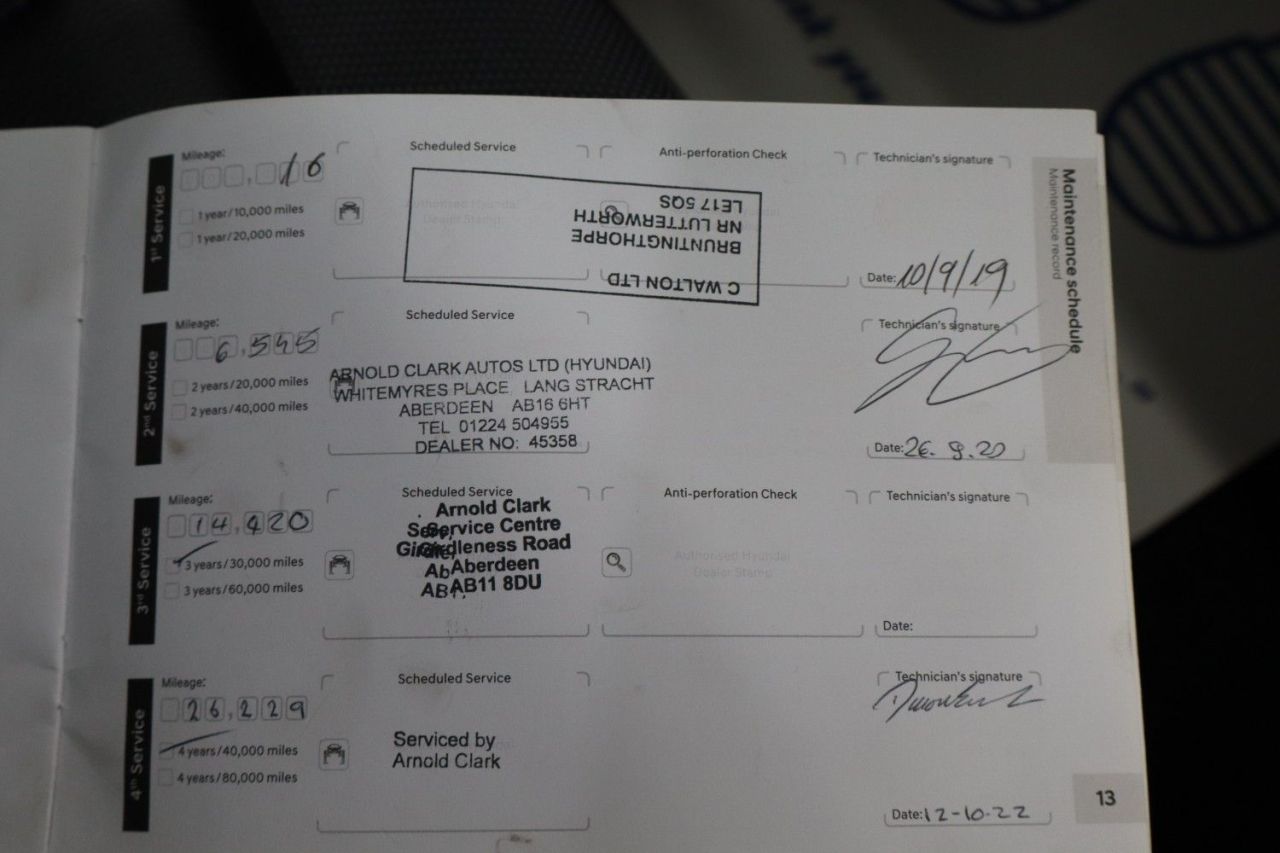 Maintenance schedule
Maintenance record
1st Service
Mileage:
16
1 year/10,000 miles
1 year/20,000 miles
Scheduled Service
Authorised Hyundai
Dealer Stamp
C WALTON LTD
BRUNTINGTHORPE
NR LUTTERWORTH
LE17 5QS
Anti-perforation Check
Technician's signature
Date: 10/9/19
2nd Service
Mileage:
6,545
2 years/20,000 miles
2 years/40,000 miles
Scheduled Service
ARNOLD CLARK AUTOS LTD (HYUNDAI)
WHITEMYRES PLACE, LANG STRACHT
ABERDEEN AB16 6HT
TEL 01224 504955
DEALER NO: 45358
Technician's signature
Date: 26.9.20
3rd Service
Mileage:
14,420
3 years/30,000 miles
3 years/60,000 miles
Scheduled Service
Arnold Clark
Service Centre
Girdleness Road
Aberdeen
AB11 8DU
Anti-perforation Check
Authorised Hyundai
Dealer Stamp
Technician's signature
Date:
4th Service
Mileage:
26,229
4 years/40,000 miles
4 years/80,000 miles
Scheduled Service
Serviced by
Arnold Clark
Technician's signature
Date: 12-10-22
13